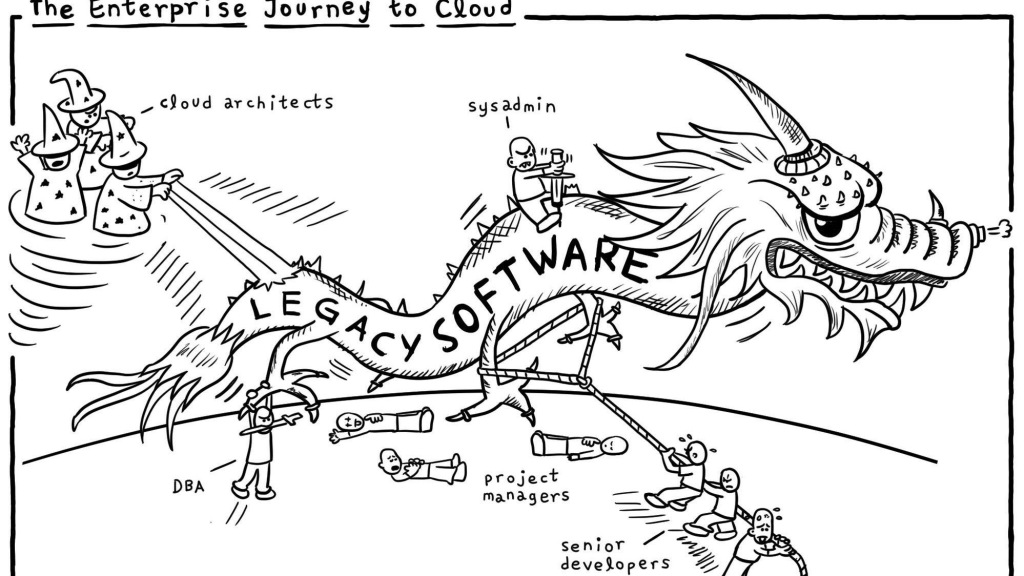 The Enterprise Journey to Cloud
cloud architects
sysadmin
LEGACY SOFTWARE
DBA
project
managers
senior
developers